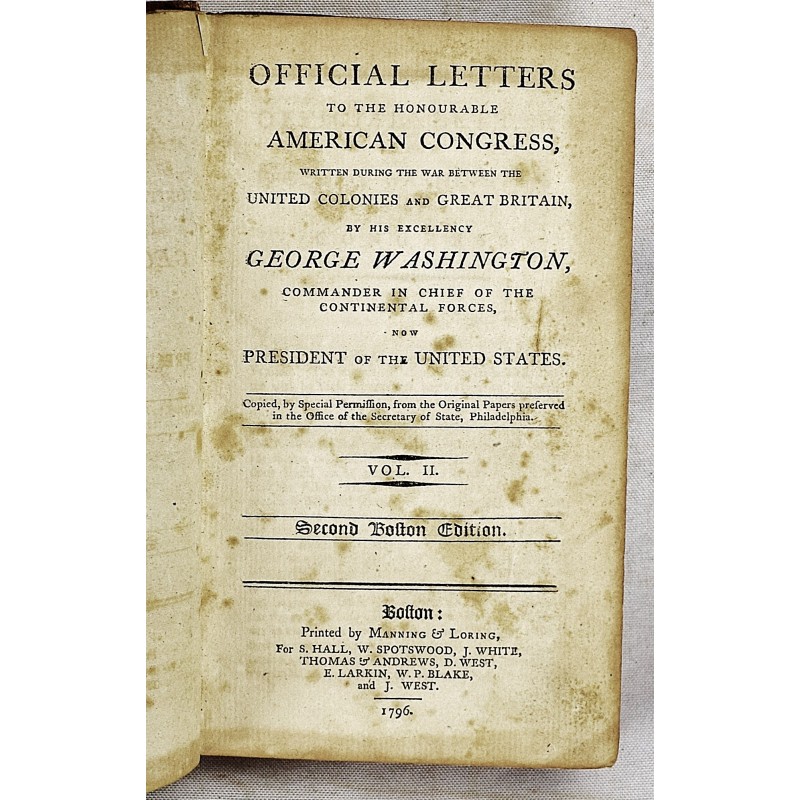 OFFICIAL LETTERS
TO THE HONOURABLE
AMERICAN CONGRESS,
WRITTEN DURING THE WAR BETWEEN THE
UNITED COLONIES AND GREAT BRITAIN,
BY HIS EXCELLENCY
GEORGE WASHINGTON,
COMMANDER IN CHIEF OF THE
CONTINENTAL FORCES,
NOW
PRESIDENT OF THE UNITED STATES.
Copied, by Special Permiſſion, from the Original Papers preſerved
in the Office of the Secretary of State, Philadelphia.
VOL. II.
Second Boſton Edition.
Boſton:
Printed by MANNING & LORING,
For S. HALL, W. SPOTSWOOD, J. WHITE,
THOMAS & ANDREWS, D. WEST,
E. LARKIN, W. P. BLAKE,
and J. WEST.
1796.